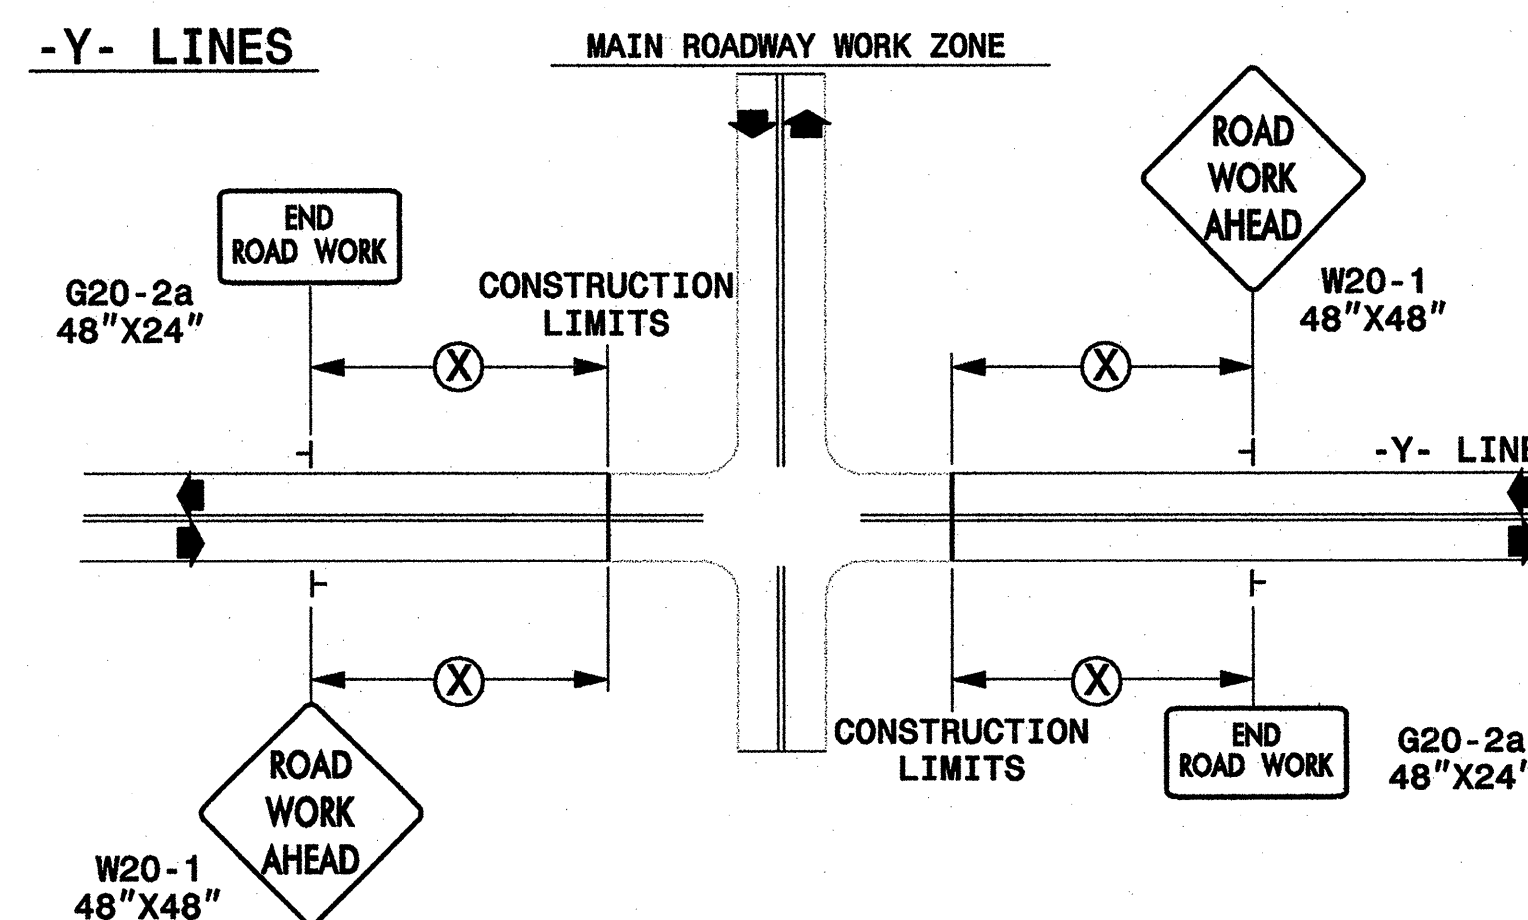 -Y- LINES
MAIN ROADWAY WORK ZONE
ROAD
WORK
AHEAD
END
ROAD WORK
G20-2a
48"X24"
CONSTRUCTION
LIMITS
W20-1
48"X48"
X
X
-Y- LINE
X
X
CONSTRUCTION
LIMITS
END
ROAD WORK
G20-2a
48"X24"
ROAD
WORK
AHEAD
W20-1
48"X48"